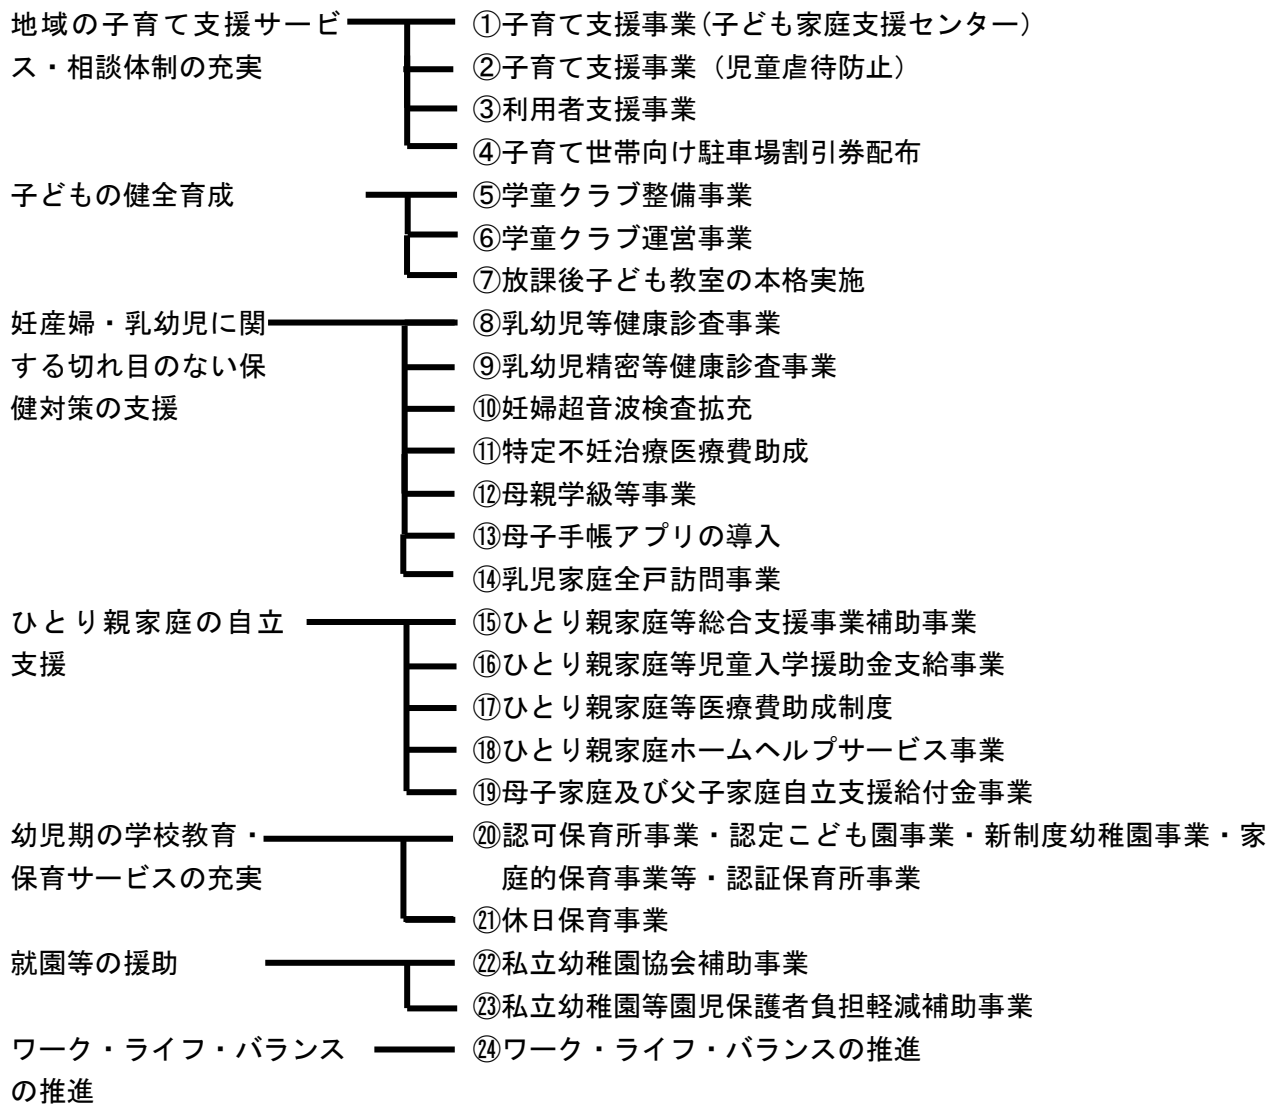 地域の子育て支援サービ
ス・相談体制の充実
①子育て支援事業(子ども家庭支援センター)
②子育て支援事業(児童虐待防止)
③利用者支援事業
④子育て世帯向け駐車場割引券配布
子どもの健全育成
⑤学童クラブ整備事業
⑥学童クラブ運営事業
⑦放課後子ども教室の本格実施
妊産婦・乳幼児に関
する切れ目のない保
健対策の支援
⑧乳幼児等健康診査事業
⑨乳幼児精密等健康診査事業
⑩妊婦超音波検査拡充
⑪特定不妊治療医療費助成
⑫母親学級等事業
⑬母子手帳アプリの導入
⑭乳児家庭全戸訪問事業
ひとり親家庭の自立
支援
⑮ひとり親家庭等総合支援事業補助事業
⑯ひとり親家庭等児童入学援助金支給事業
⑰ひとり親家庭等医療費助成制度
⑱ひとり親家庭ホームヘルプサービス事業
⑲母子家庭及び父子家庭自立支援給付金事業
幼児期の学校教育・
保育サービスの充実
⑳認可保育所事業・認定こども園事業・新制度幼稚園事業・家
庭的保育事業等・認証保育所事業
㉑休日保育事業
就園等の援助
㉒私立幼稚園協会補助事業
㉓私立幼稚園等園児保護者負担軽減補助事業
ワーク・ライフ・バランス
の推進
㉔ワーク・ライフ・バランスの推進